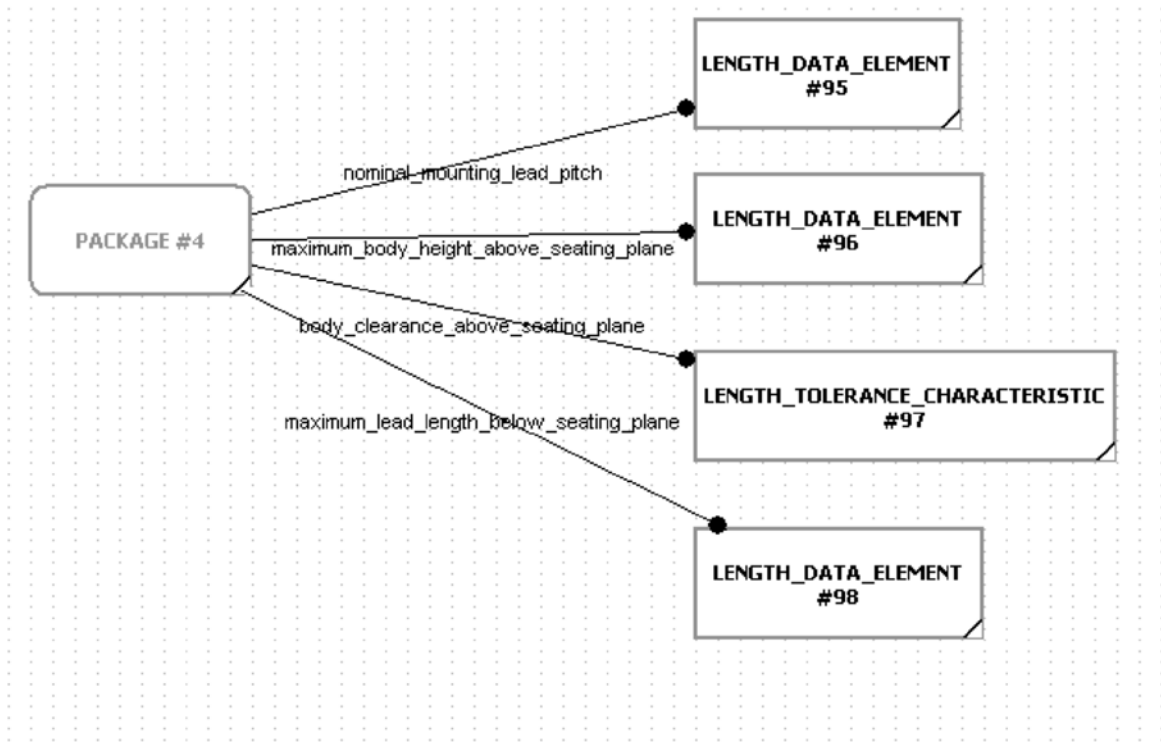 LENGTH_DATA_ELEMENT
#95
nominal_mounting_lead_pitch
LENGTH_DATA_ELEMENT
#96
PACKAGE #4
maximum_body_height_above_seating_plane
body_clearance_above_seating_plane
LENGTH_TOLERANCE_CHARACTERISTIC
#97
maximum_lead_length_below_seating_plane
LENGTH_DATA_ELEMENT
#98